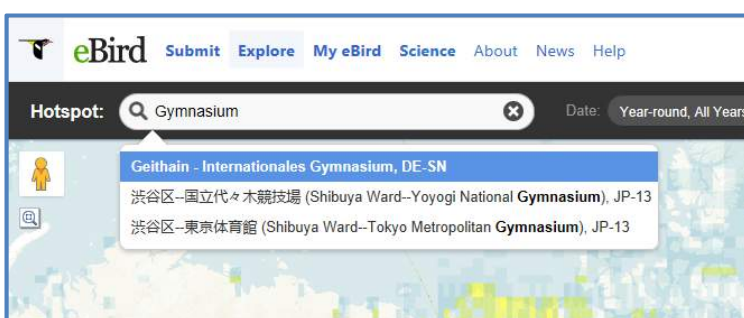 eBird Submit Explore My eBird Science About News Help
Hotspot: Gymnasium Date: Year-round, All Years
Geithain - Internationales Gymnasium, DE-SN
渋谷区--国立代々木競技場 (Shibuya Ward--Yoyogi National Gymnasium), JP-13
渋谷区--東京体育館 (Shibuya Ward--Tokyo Metropolitan Gymnasium), JP-13